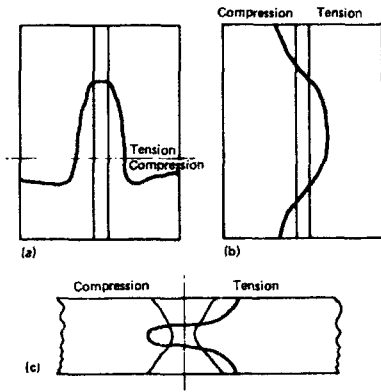 Compression Tension
Tension
Compression
(a)
(b)
Compression Tension
(c)